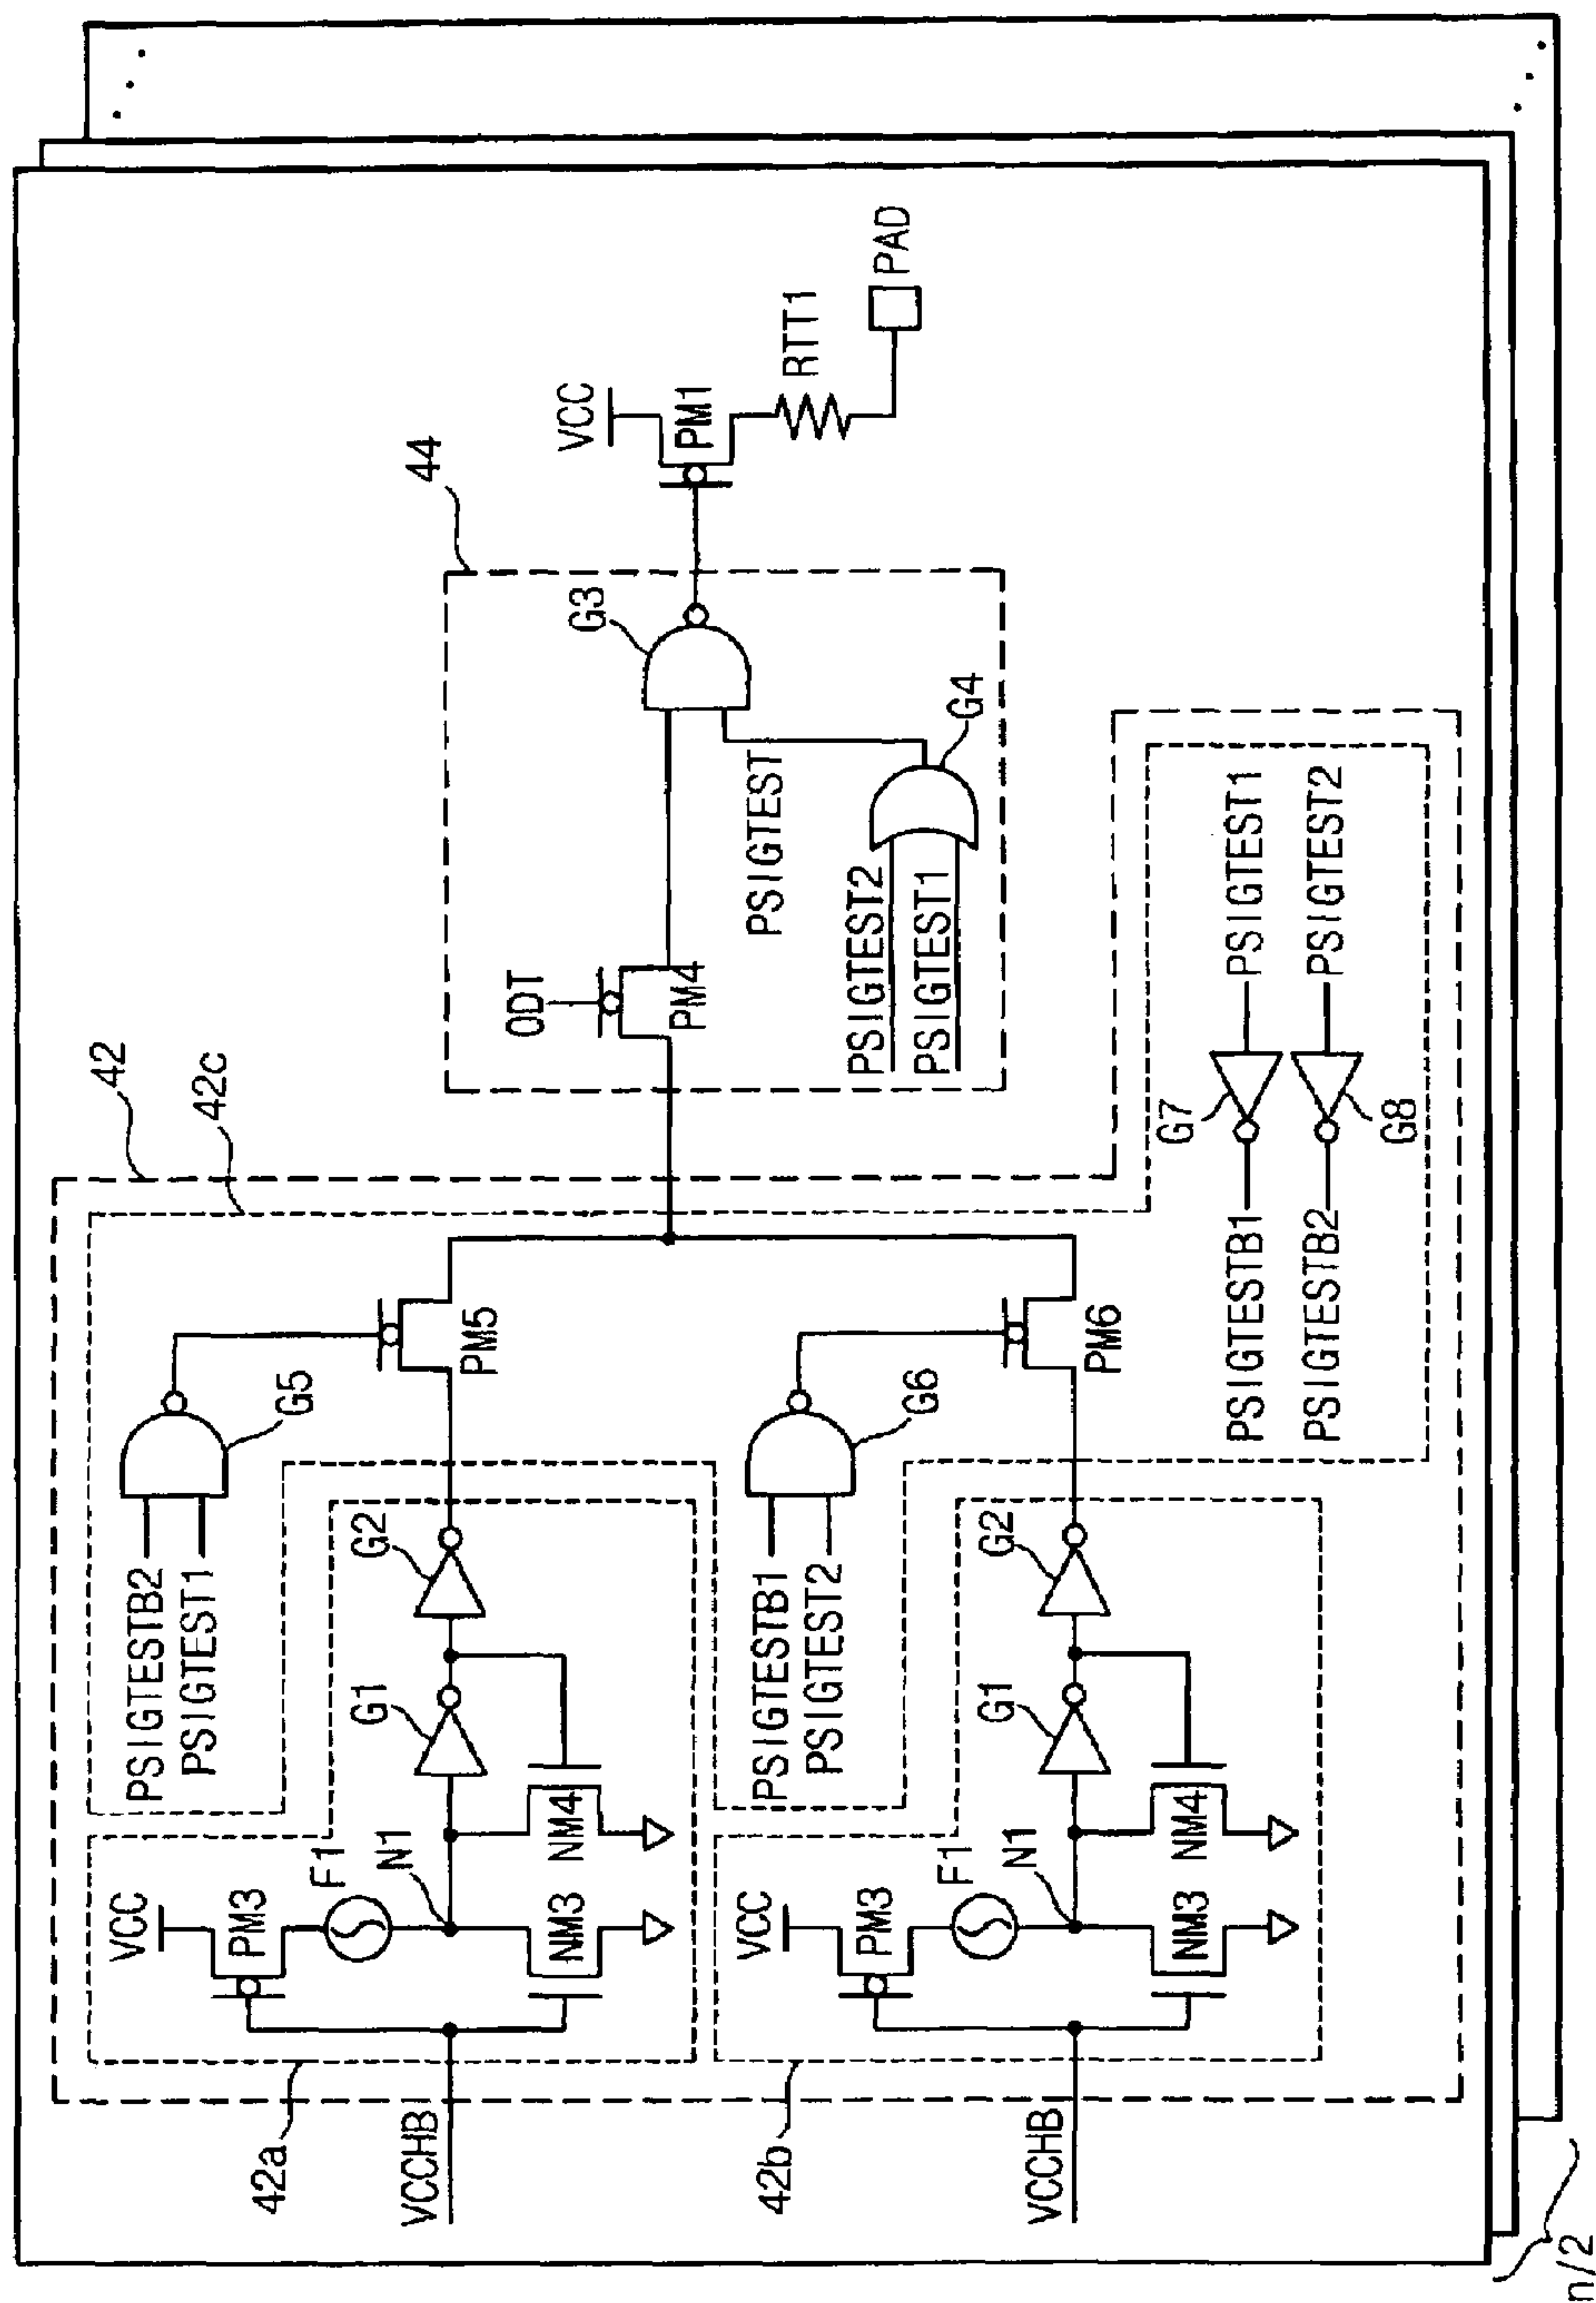 42a
VCCHB
VCC
PM3
F1
N1
NM3
NM4
G1
G2
PSIGTESTB2
PSIGTEST1
G5
PM5
42b
VCCHB
VCC
PM3
F1
N1
NM3
NM4
G1
G2
PSIGTESTB1
PSIGTEST2
G6
PM6
42
42c
PSIGTESTB1
G7
PSIGTEST1
PSIGTESTB2
G8
PSIGTEST2
44
ODT
PM4
PSIGTEST
G3
PSIGTEST2
PSIGTEST1
G4
VCC
PM1
RTT1
PAD
n/2